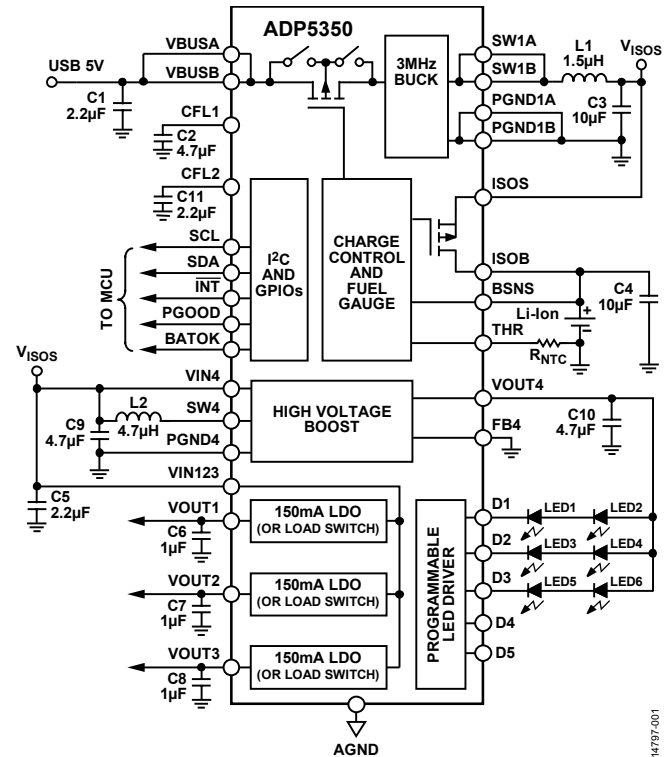 ADP5350
VBUSA
USB 5V
VBUSB
C1
2.2µF
CFL1
C2
4.7µF
CFL2
C11
2.2µF
3MHz
BUCK
SW1A
SW1B
L1
1.5µH
VISOS
PGND1A
PGND1B
C3
10µF
ISOS
TO MCU
SCL
SDA
INT
PGOOD
BATOK
I2C
AND
GPIOs
CHARGE
CONTROL
AND
FUEL
GAUGE
ISOB
BSNS
THR
Li-Ion
+
–
RNTC
C4
10µF
VISOS
VIN4
SW4
L2
4.7µH
C9
4.7µF
PGND4
HIGH VOLTAGE
BOOST
VOUT4
FB4
C10
4.7µF
VIN123
C5
2.2µF
VOUT1
C6
1µF
150mA LDO
(OR LOAD SWITCH)
VOUT2
C7
1µF
150mA LDO
(OR LOAD SWITCH)
VOUT3
C8
1µF
150mA LDO
(OR LOAD SWITCH)
PROGRAMMABLE
LED DRIVER
D1
LED1
LED2
D2
LED3
LED4
D3
LED5
LED6
D4
D5
AGND
14797-001